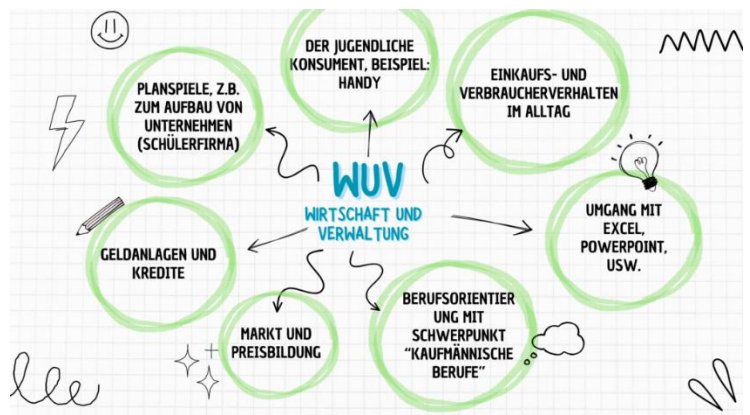 DER JUGENDLICHE
KONSUMENT, BEISPIEL:
HANDY
PLANSPIELE, Z.B.
ZUM AUFBAU VON
UNTERNEHMEN
(SCHÜLERFIRMA)
EINKAUFS- UND
VERBRAUCHERVERHALTEN
IM ALLTAG
WUV
WIRTSCHAFT UND
VERWALTUNG
UMGANG MIT
EXCEL,
POWERPOINT,
USW.
GELDANLAGEN UND
KREDITE
BERUFSORIENTIER
UNG MIT
SCHWERPUNKT
"KAUFMÄNNISCHE
BERUFE"
MARKT UND
PREISBILDUNG